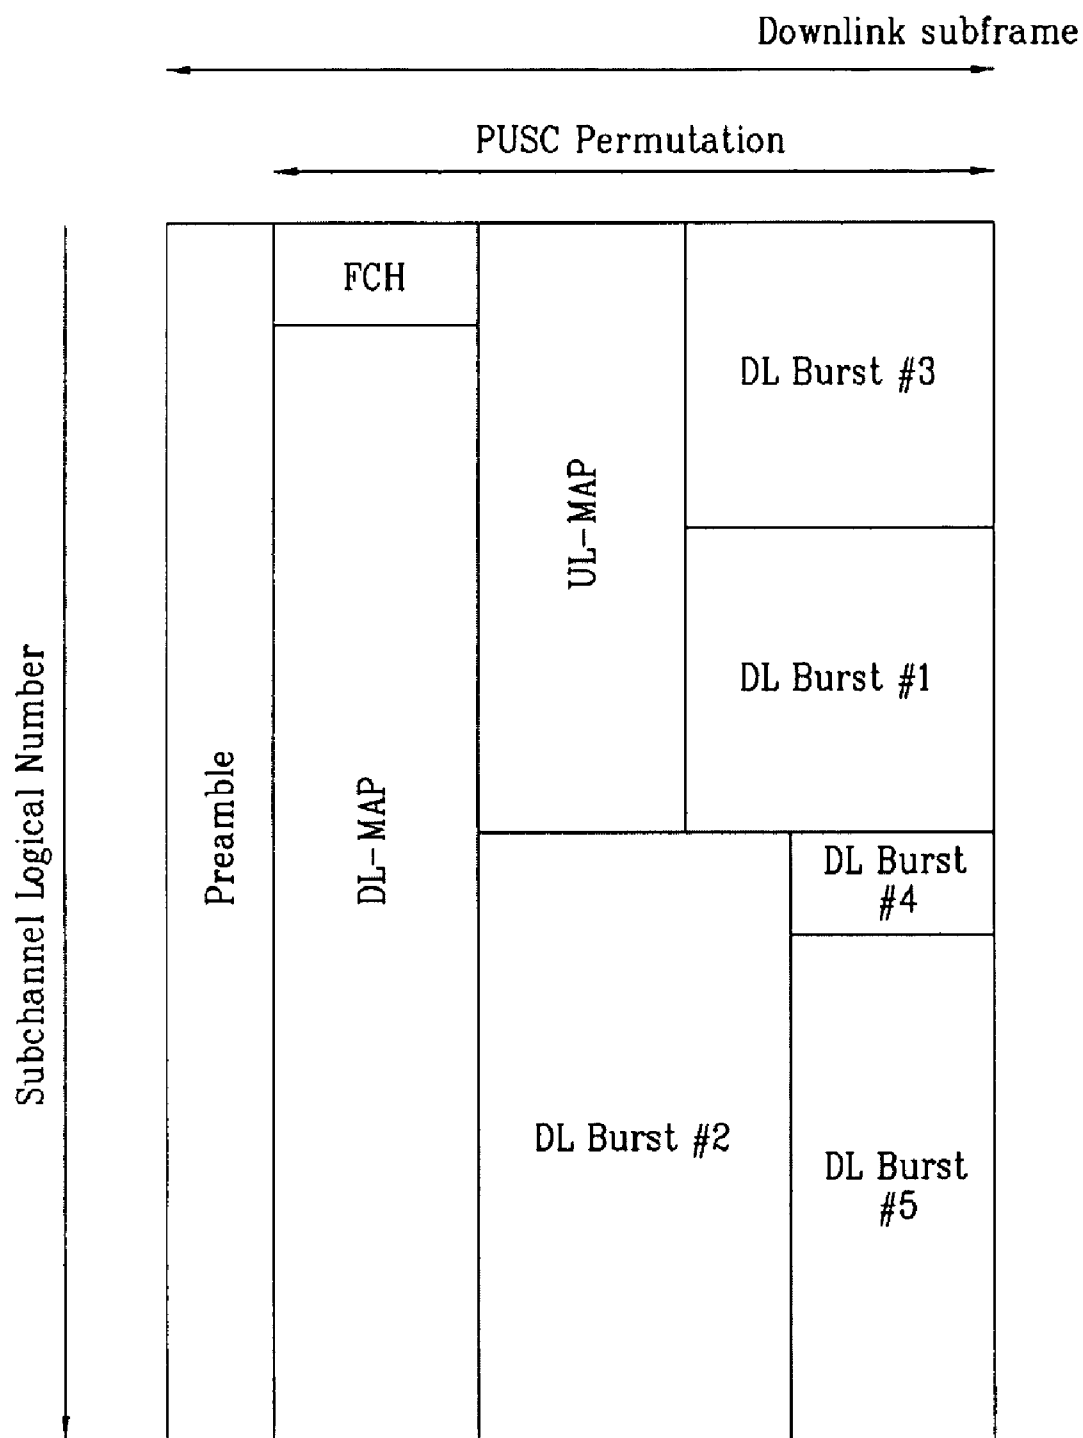 Downlink subframe
PUSC Permutation
FCH
DL Burst #3
UL-MAP
DL Burst #1
Subchannel Logical Number
Preamble
DL-MAP
DL Burst
#4
DL Burst #2
DL Burst
#5